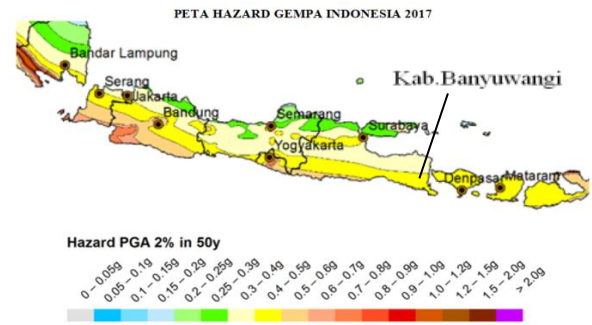 PETA HAZARD GEMPA INDONESIA 2017
Bandar Lampung
Kab.Banyuwangi
Serang
Jakarta
Bandung
Semarang
Surabaya
Yogyakarta
Denpasar
Mataram
Hazard PGA 2% in 50y
0 – 0.05g
0.05 – 0.1g
0.1 – 0.15g
0.15 – 0.2g
0.2 – 0.25g
0.25 – 0.3g
0.3 – 0.4g
0.4 – 0.5g
0.5 – 0.6g
0.6 – 0.7g
0.7 – 0.8g
0.8 – 0.9g
0.9 – 1.0g
1.0 – 1.2g
1.2 – 1.5g
1.5 – 2.0g
> 2.0g